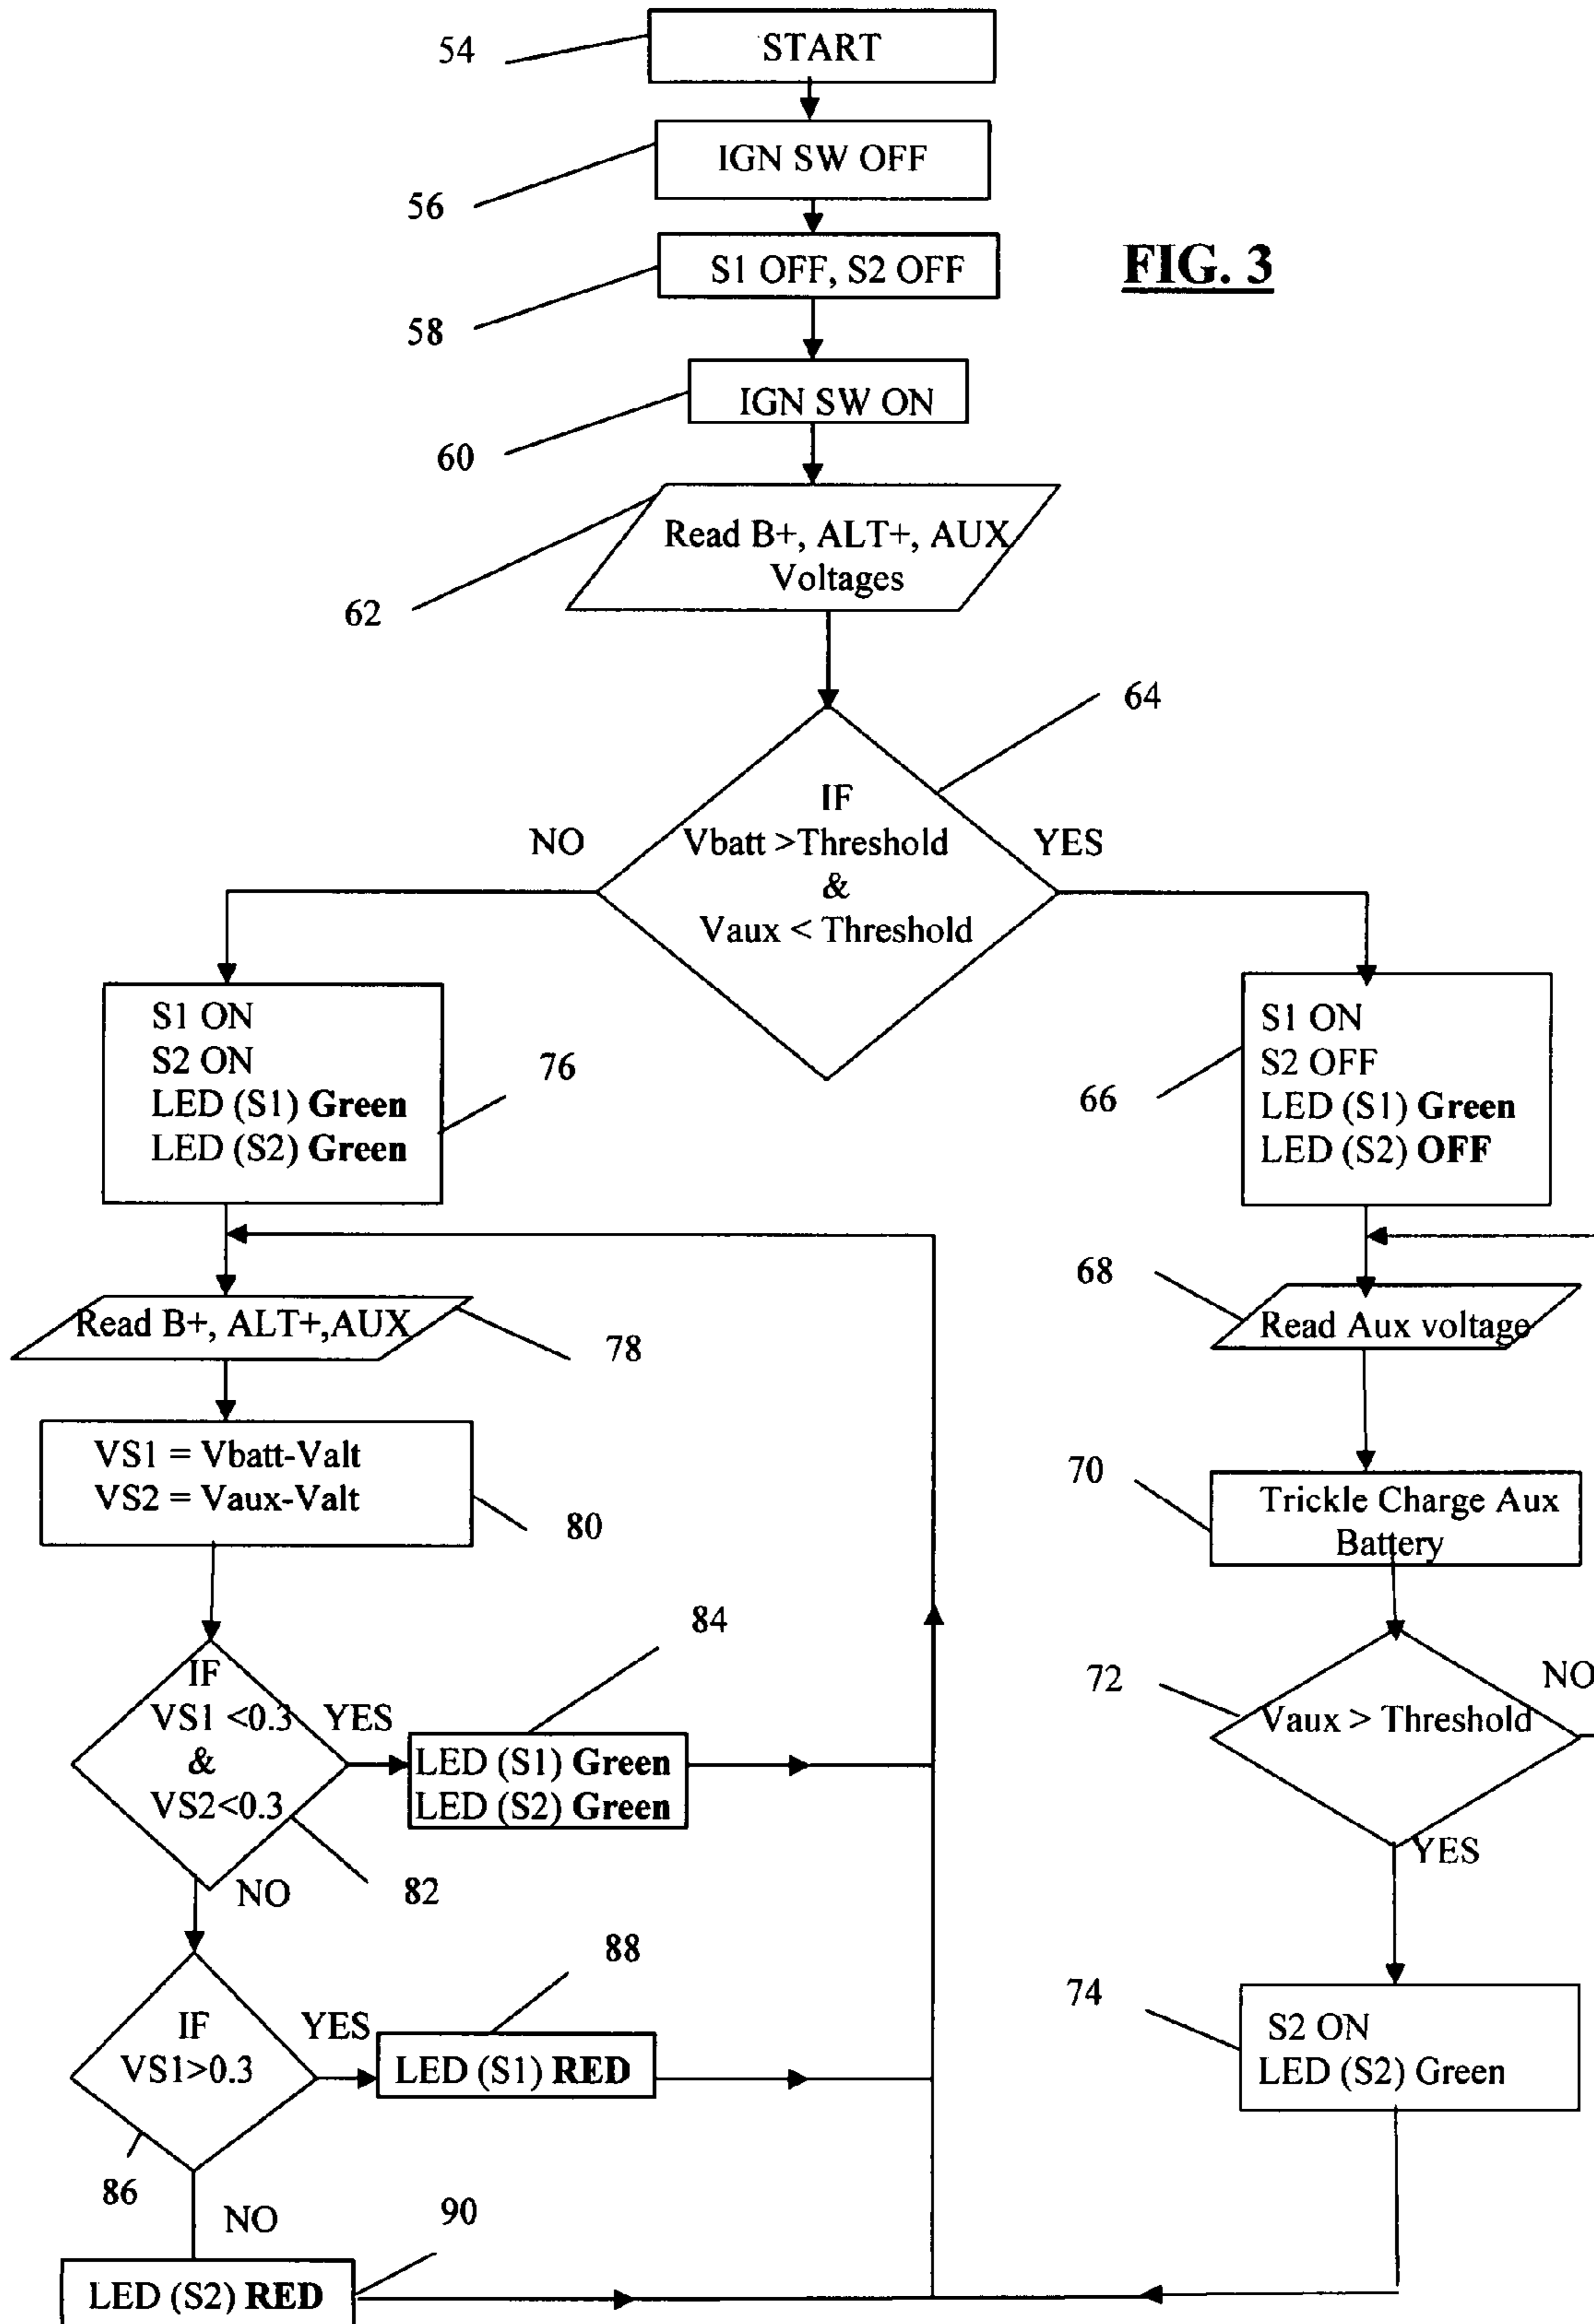 54
START
56
IGN SW OFF
58
S1 OFF, S2 OFF
FIG. 3
60
IGN SW ON
62
Read B+, ALT+, AUX
Voltages
64
IF
Vbatt >Threshold
&
Vaux < Threshold
NO
YES
S1 ON
S2 ON
LED (S1) Green
LED (S2) Green
76
66
S1 ON
S2 OFF
LED (S1) Green
LED (S2) OFF
Read B+, ALT+,AUX
78
68
Read Aux voltage
VS1 = Vbatt-Valt
VS2 = Vaux-Valt
80
70
Trickle Charge Aux
Battery
IF
VS1 <0.3
&
VS2<0.3
YES
84
LED (S1) Green
LED (S2) Green
82
NO
72
Vaux > Threshold
NO
YES
IF
VS1>0.3
YES
88
LED (S1) RED
86
NO
74
S2 ON
LED (S2) Green
90
LED (S2) RED